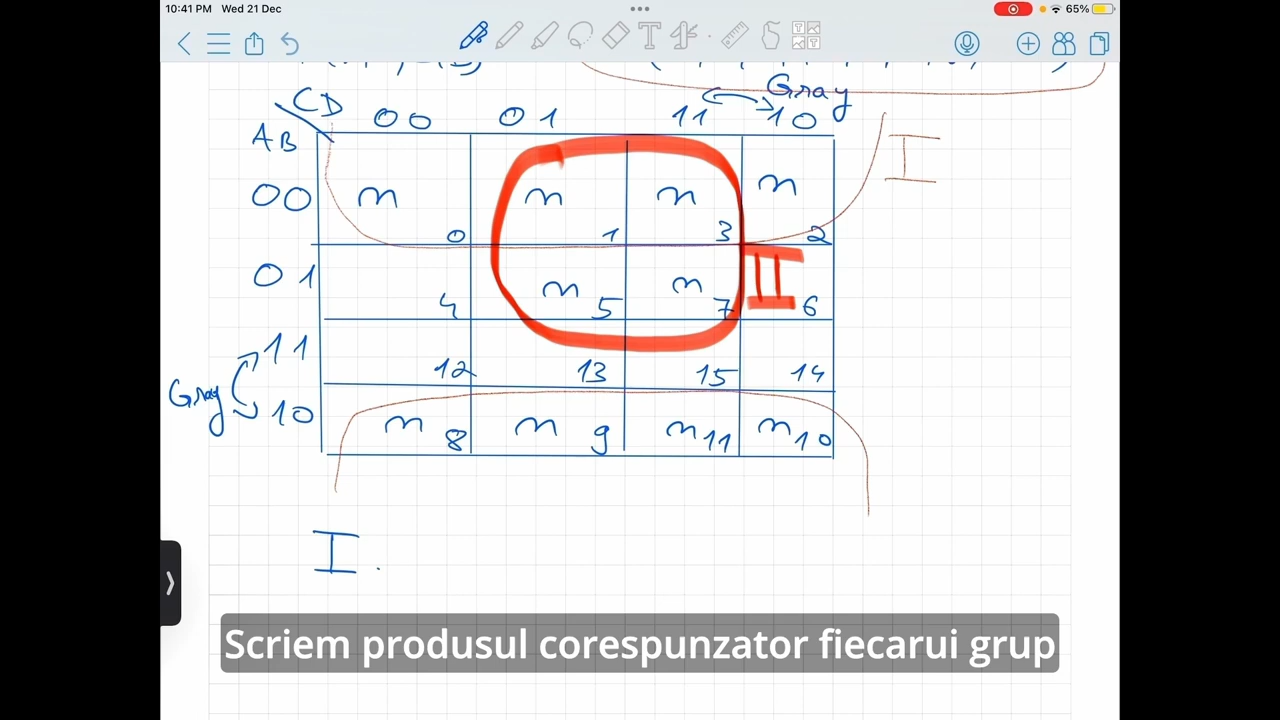 10:41 PM Wed 21 Dec
65%
Gray
CD 00 01 11 10
AB
I
00 m m m m
0 1 3 2
01 m m II
4 5 7 6
11
12 13 15 14
Gray
10 m 8 m 9 m 11 m 10
I.
Scriem produsul corespunzator fiecarui grup